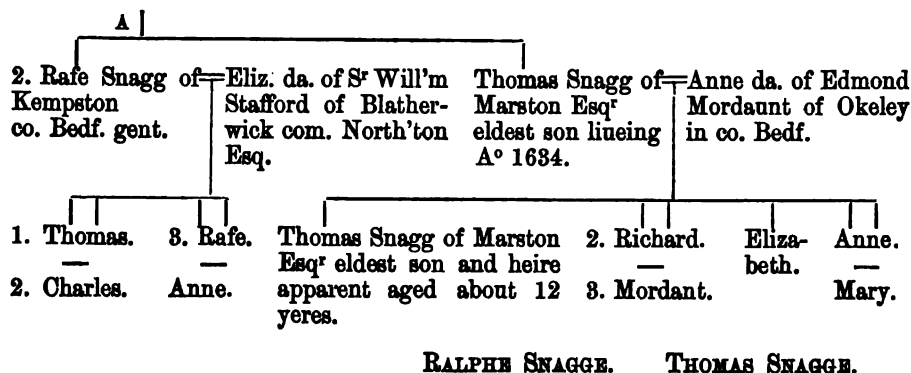 A
2. Rafe Snagg of=Eliz. da. of Sʳ Will'm
Kempston Stafford of Blather-
co. Bedf. gent. wick com. North'ton
Esq.
Thomas Snagg of=Anne da. of Edmond
Marston Esqʳ Mordaunt of Okeley
eldest son liueing in co. Bedf.
Aº 1634.
1. Thomas.
2. Charles.
3. Rafe.
Anne.
Thomas Snagg of Marston
Esqʳ eldest son and heire
apparent aged about 12
yeres.
2. Richard.
3. Mordant.
Eliza-
beth.
Anne.
Mary.
RALPHE SNAGGE. THOMAS SNAGGE.